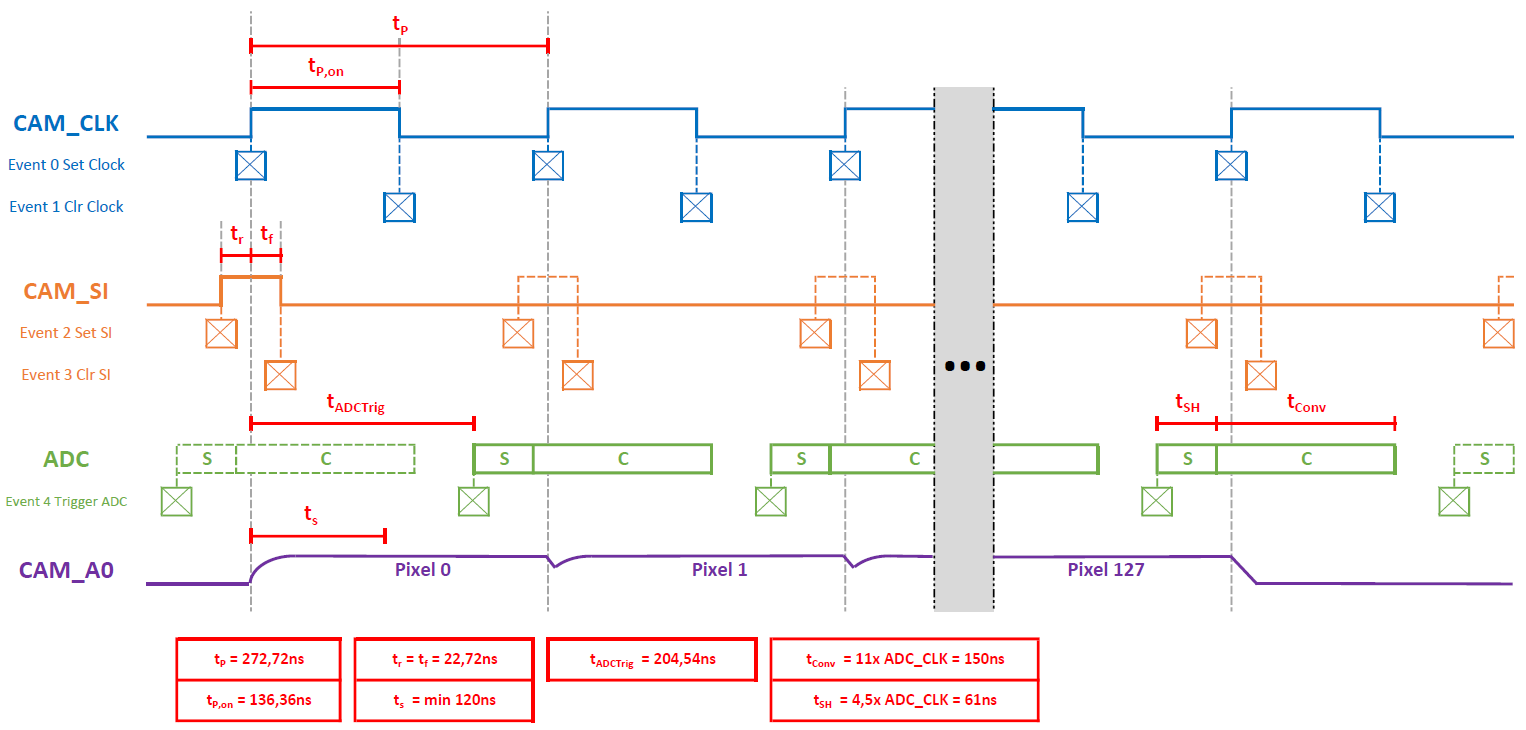 tP
tP,on
CAM_CLK
Event 0 Set Clock
Event 1 Clr Clock
tr tf
CAM_SI
Event 2 Set SI
Event 3 Clr SI
•••
tADCTrig
tSH tConv
ADC
S C S C S C S C S
Event 4 Trigger ADC
ts
CAM_A0
Pixel 0 Pixel 1 Pixel 127
tP = 272,72ns
tP,on = 136,36ns
tr = tf = 22,72ns
ts = min 120ns
tADCTrig = 204,54ns
tConv = 11x ADC_CLK = 150ns
tSH = 4,5x ADC_CLK = 61ns